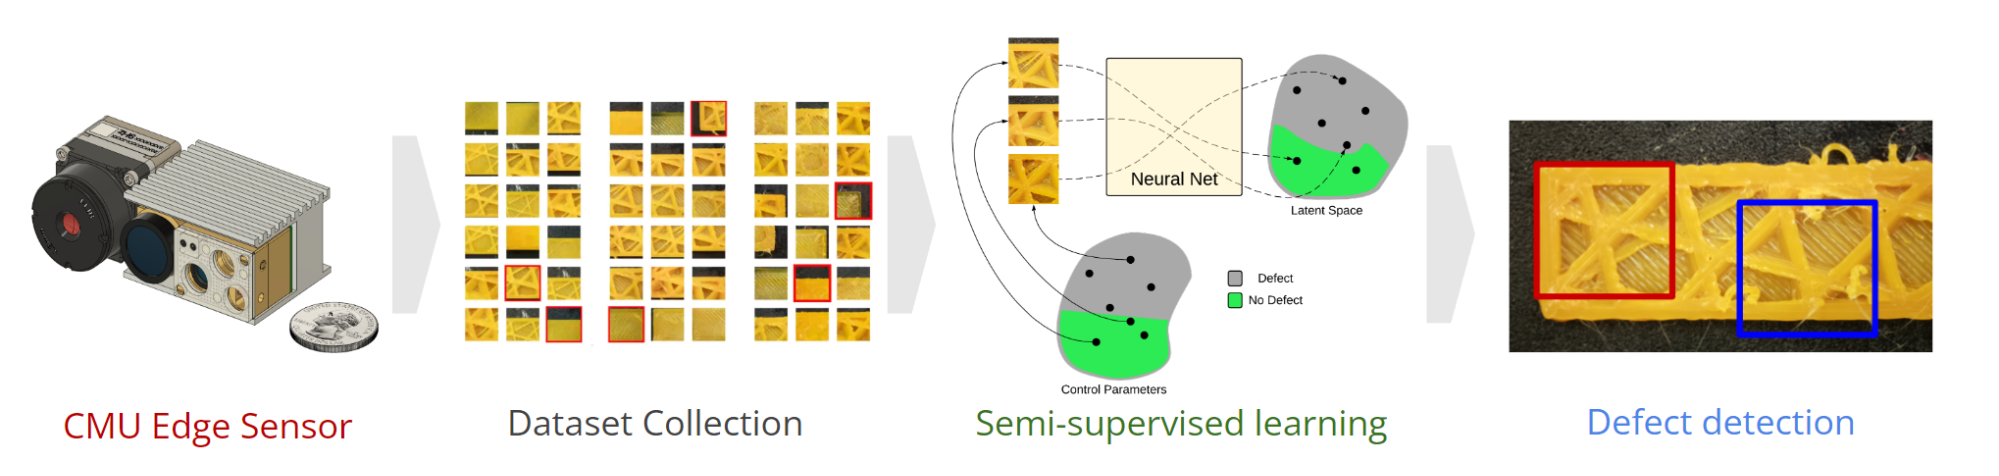 Neural Net
Latent Space
Defect
No Defect
Control Parameters
CMU Edge Sensor
Dataset Collection
Semi-supervised learning
Defect detection